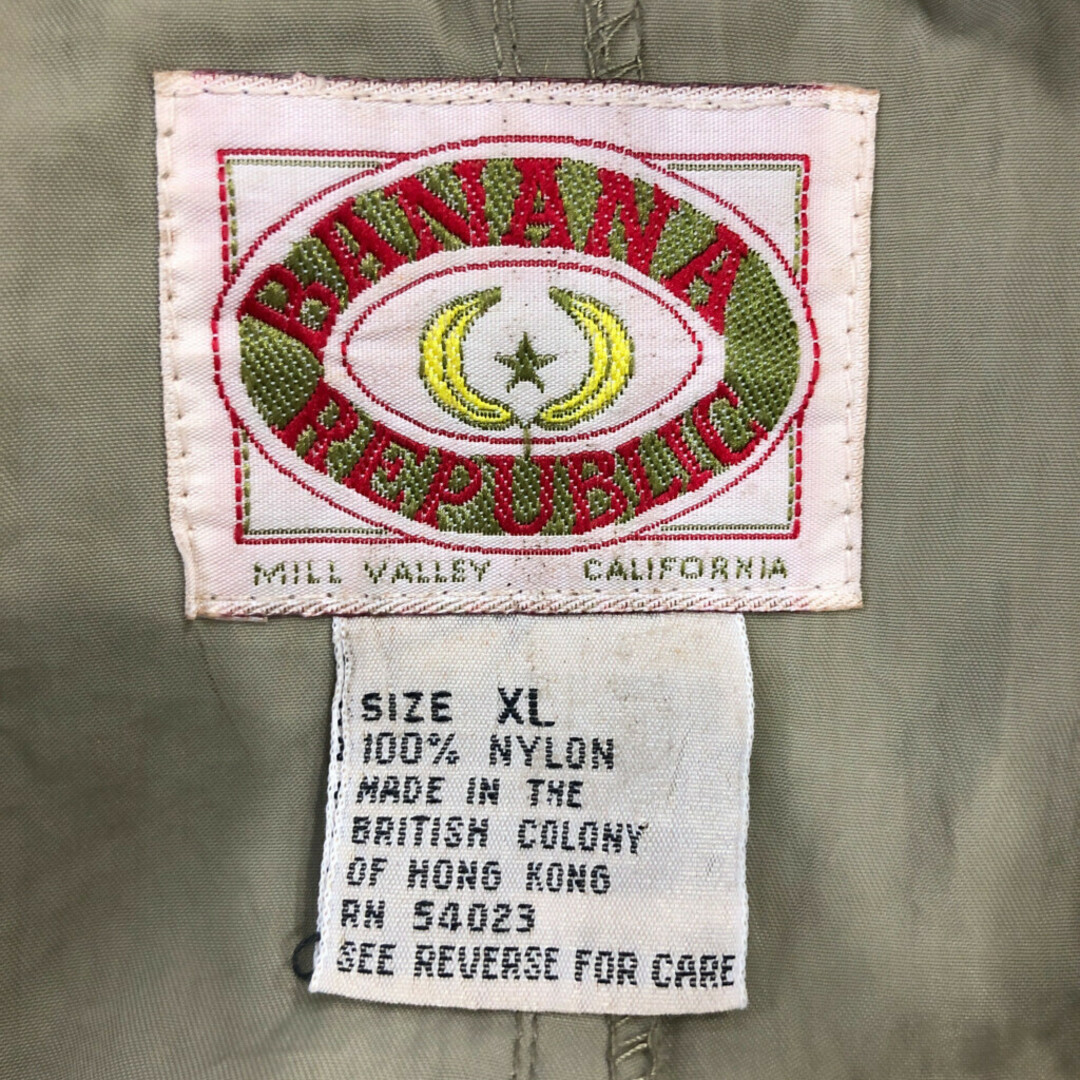 BANANA
REPUBLIC
MILL VALLEY CALIFORNIA
SIZE XL
100% NYLON
MADE IN THE
BRITISH COLONY
OF HONG KONG
RN 54023
SEE REVERSE FOR CARE